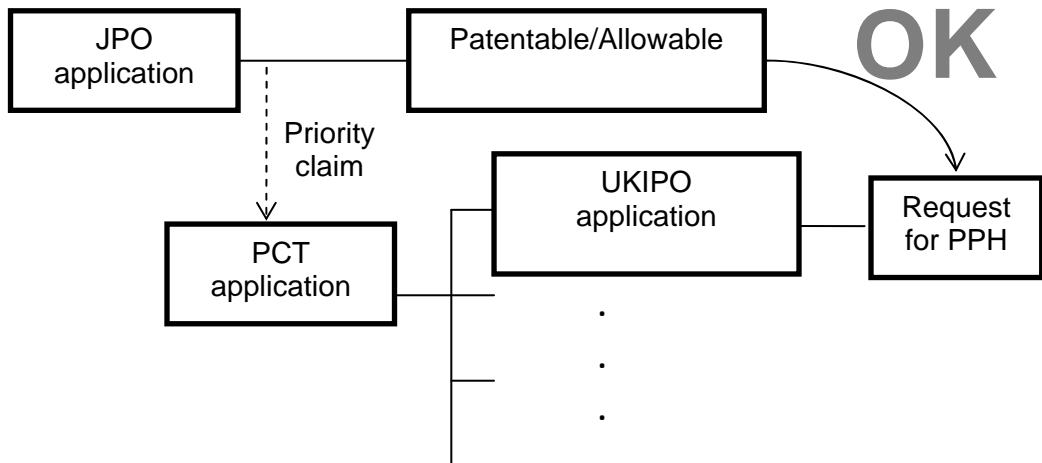 JPO
application
Patentable/Allowable
OK
Priority
claim
UKIPO
application
Request
for PPH
PCT
application